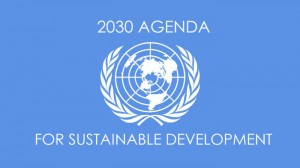 2030 AGENDA
FOR SUSTAINABLE DEVELOPMENT